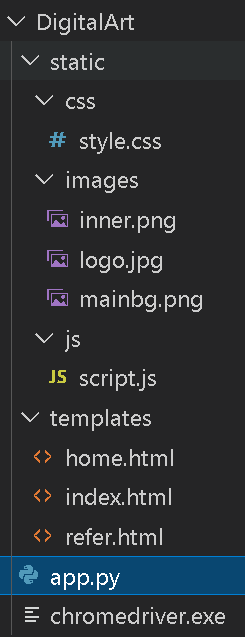 DigitalArt
static
css
# style.css
images
inner.png
logo.jpg
mainbg.png
js
JS script.js
templates
<> home.html
<> index.html
<> refer.html
app.py
chromedriver.exe